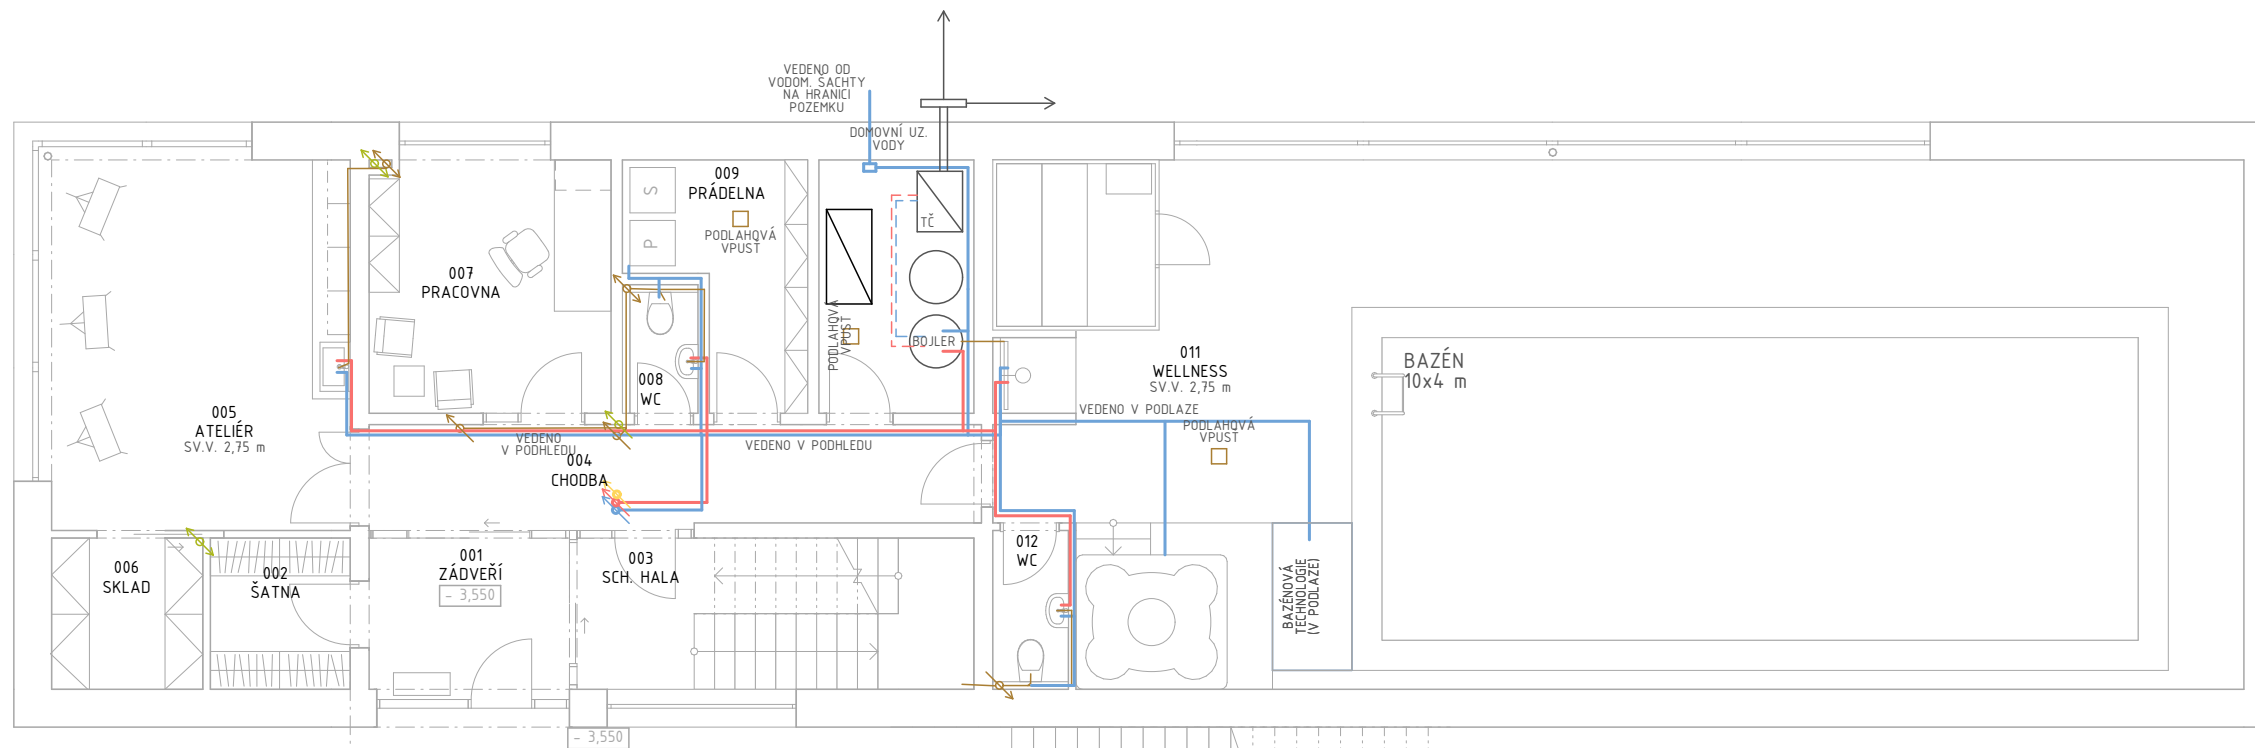 VEDENO OD
VODOM. ŠACHTY
NA HRANICI
POZEMKU
DOMOVNÍ UZ.
VODY
009
PRÁDELNA
S
P
PODLAHOVÁ
VPUSŤ
TČ
007
PRACOVNA
PODLAHOVÁ
VPUSŤ
BOJLER
008
WC
011
WELLNESS
SV.V. 2,75 m
BAZÉN
10x4 m
005
ATELIÉR
SV.V. 2,75 m
VEDENO V PODLAZE
PODLAHOVÁ
VPUSŤ
VEDENO
V PODHLEDU
VEDENO V PODHLEDU
004
CHODBA
006
SKLAD
002
ŠATNA
001
ZÁDVEŘÍ
- 3,550
003
SCH. HALA
012
WC
BAZÉNOVÁ
TECHNOLOGIE
(V PODLAZE)
- 3,550